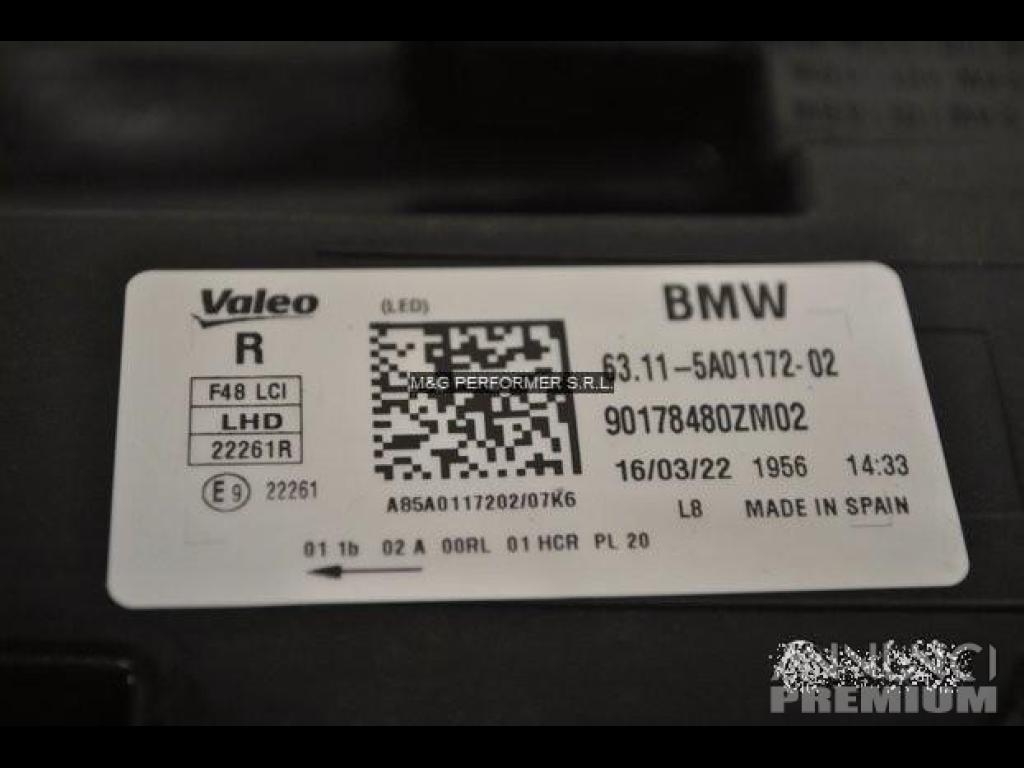 Valeo
R
F48 LCI
LHD
22261R
E9 22261
(LED)
M&G PERFORMER S.R.L.
A85A0117202/07K6
BMW
63.11-5A01172-02
90178480ZM02
16/03/22 1956 14:33
L8 MADE IN SPAIN
01 1b 02 A 00RL 01 HCR PL 20
ANNUNCI
PREMIUM